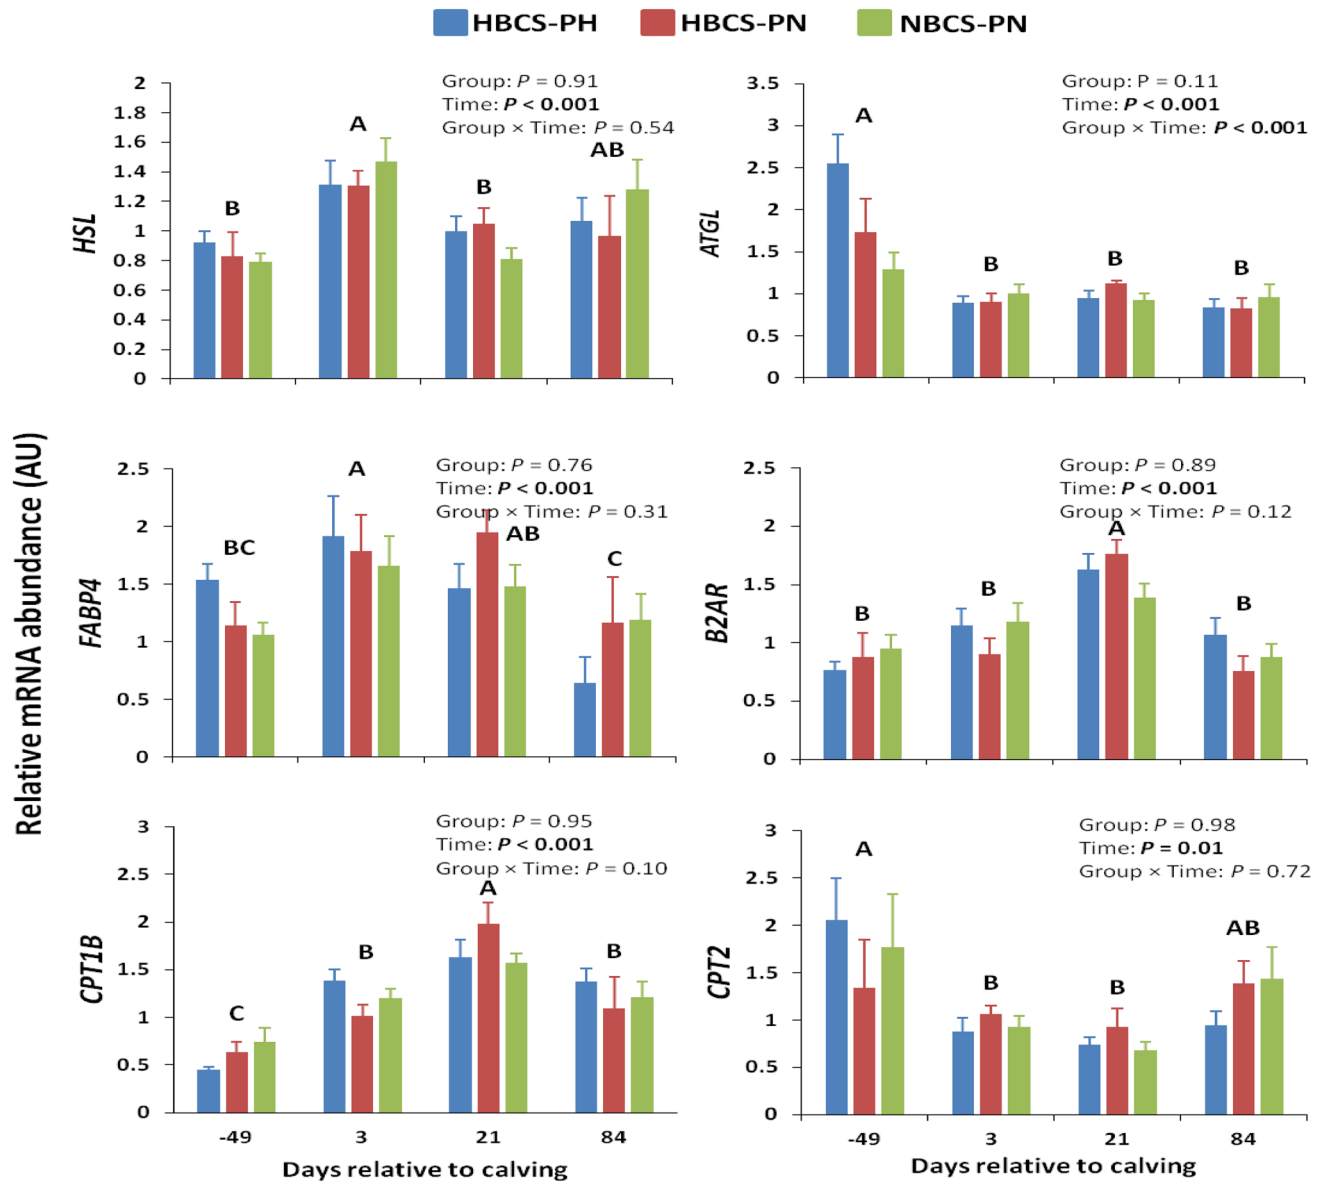 HBCS-PH HBCS-PN NBCS-PN
Relative mRNA abundance (AU)
HSL
2
1.8
1.6
1.4
1.2
1
0.8
0.6
0.4
0.2
0
Group: P = 0.91
Time: P < 0.001
Group × Time: P = 0.54
B
A
B
AB
ATGL
3.5
3
2.5
2
1.5
1
0.5
0
Group: P = 0.11
Time: P < 0.001
Group × Time: P < 0.001
A
B
B
B
FABP4
2.5
2
1.5
1
0.5
0
Group: P = 0.76
Time: P < 0.001
Group × Time: P = 0.31
BC
A
AB
C
B2AR
2.5
2
1.5
1
0.5
0
Group: P = 0.89
Time: P < 0.001
Group × Time: P = 0.12
B
B
A
B
CPT1B
3
2.5
2
1.5
1
0.5
0
Group: P = 0.95
Time: P < 0.001
Group × Time: P = 0.10
C
B
A
B
-49 3 21 84
Days relative to calving
CPT2
3
2.5
2
1.5
1
0.5
0
Group: P = 0.98
Time: P = 0.01
Group × Time: P = 0.72
A
B
B
AB
-49 3 21 84
Days relative to calving